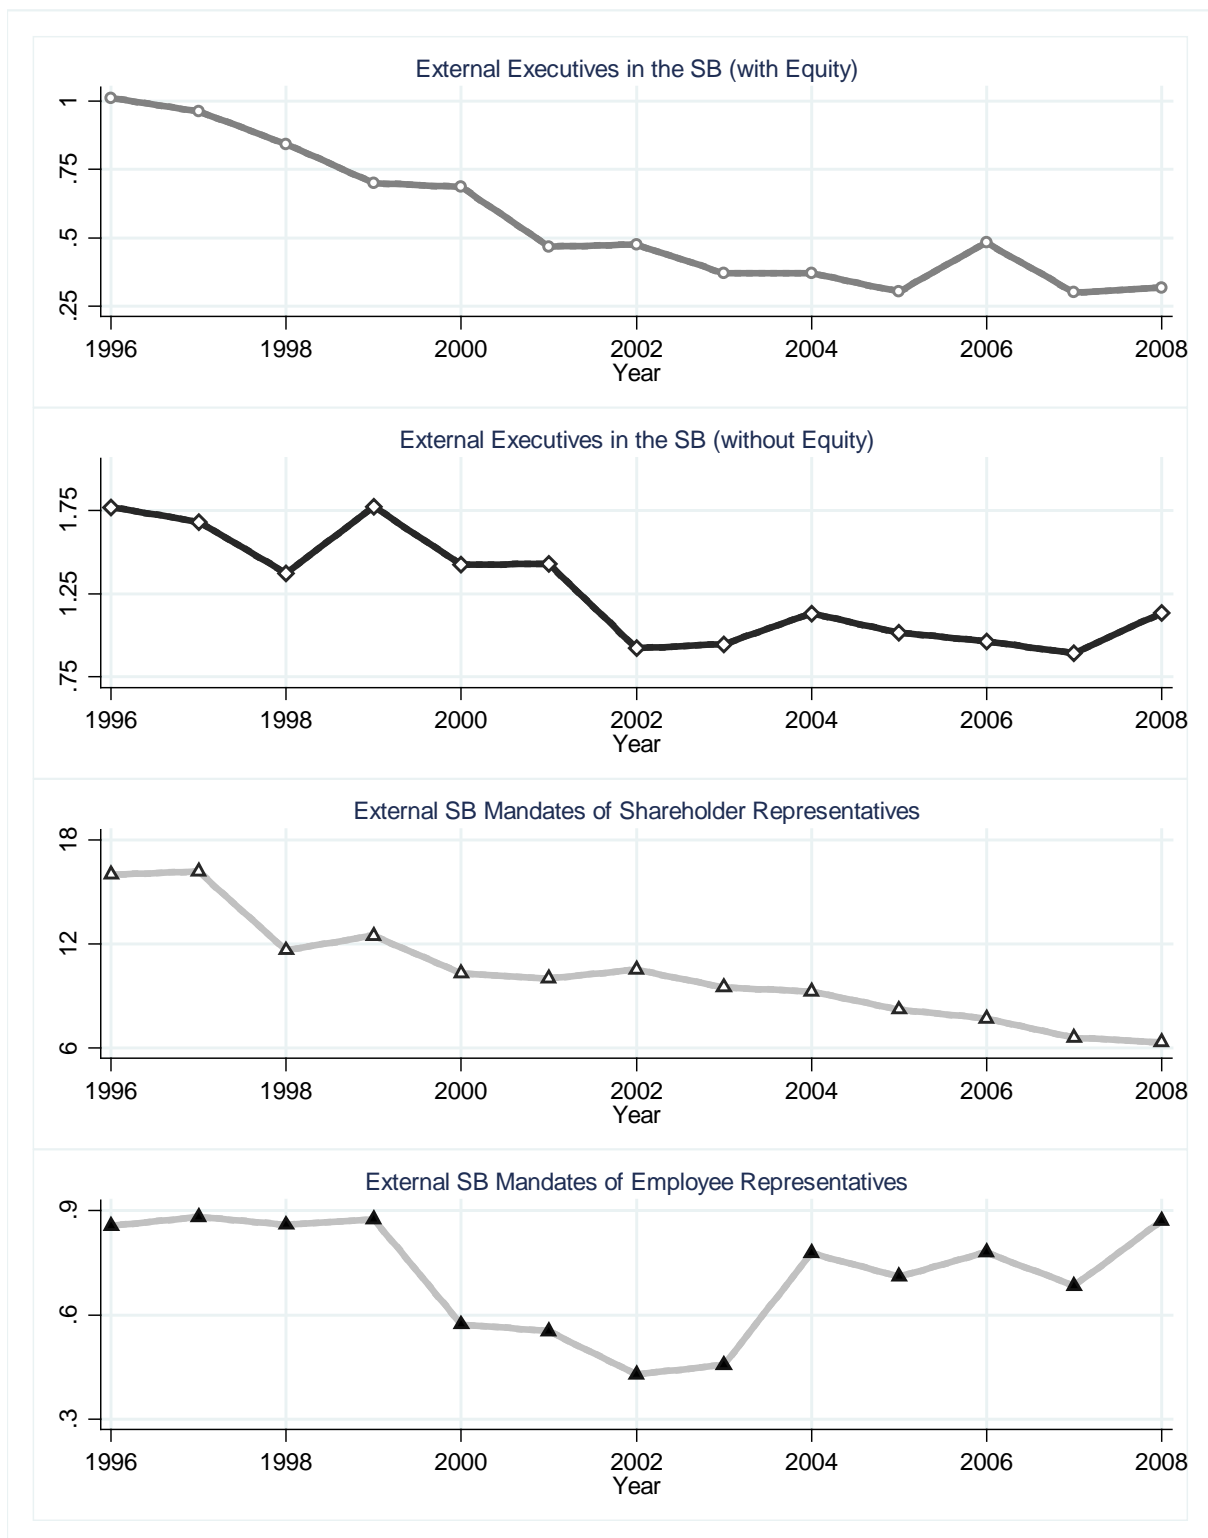 External Executives in the SB (with Equity)
1
.75
.5
.25
1996 1998 2000 2002 2004 2006 2008
Year
External Executives in the SB (without Equity)
1.75
1.25
.75
1996 1998 2000 2002 2004 2006 2008
Year
External SB Mandates of Shareholder Representatives
18
12
6
1996 1998 2000 2002 2004 2006 2008
Year
External SB Mandates of Employee Representatives
.9
.6
.3
1996 1998 2000 2002 2004 2006 2008
Year